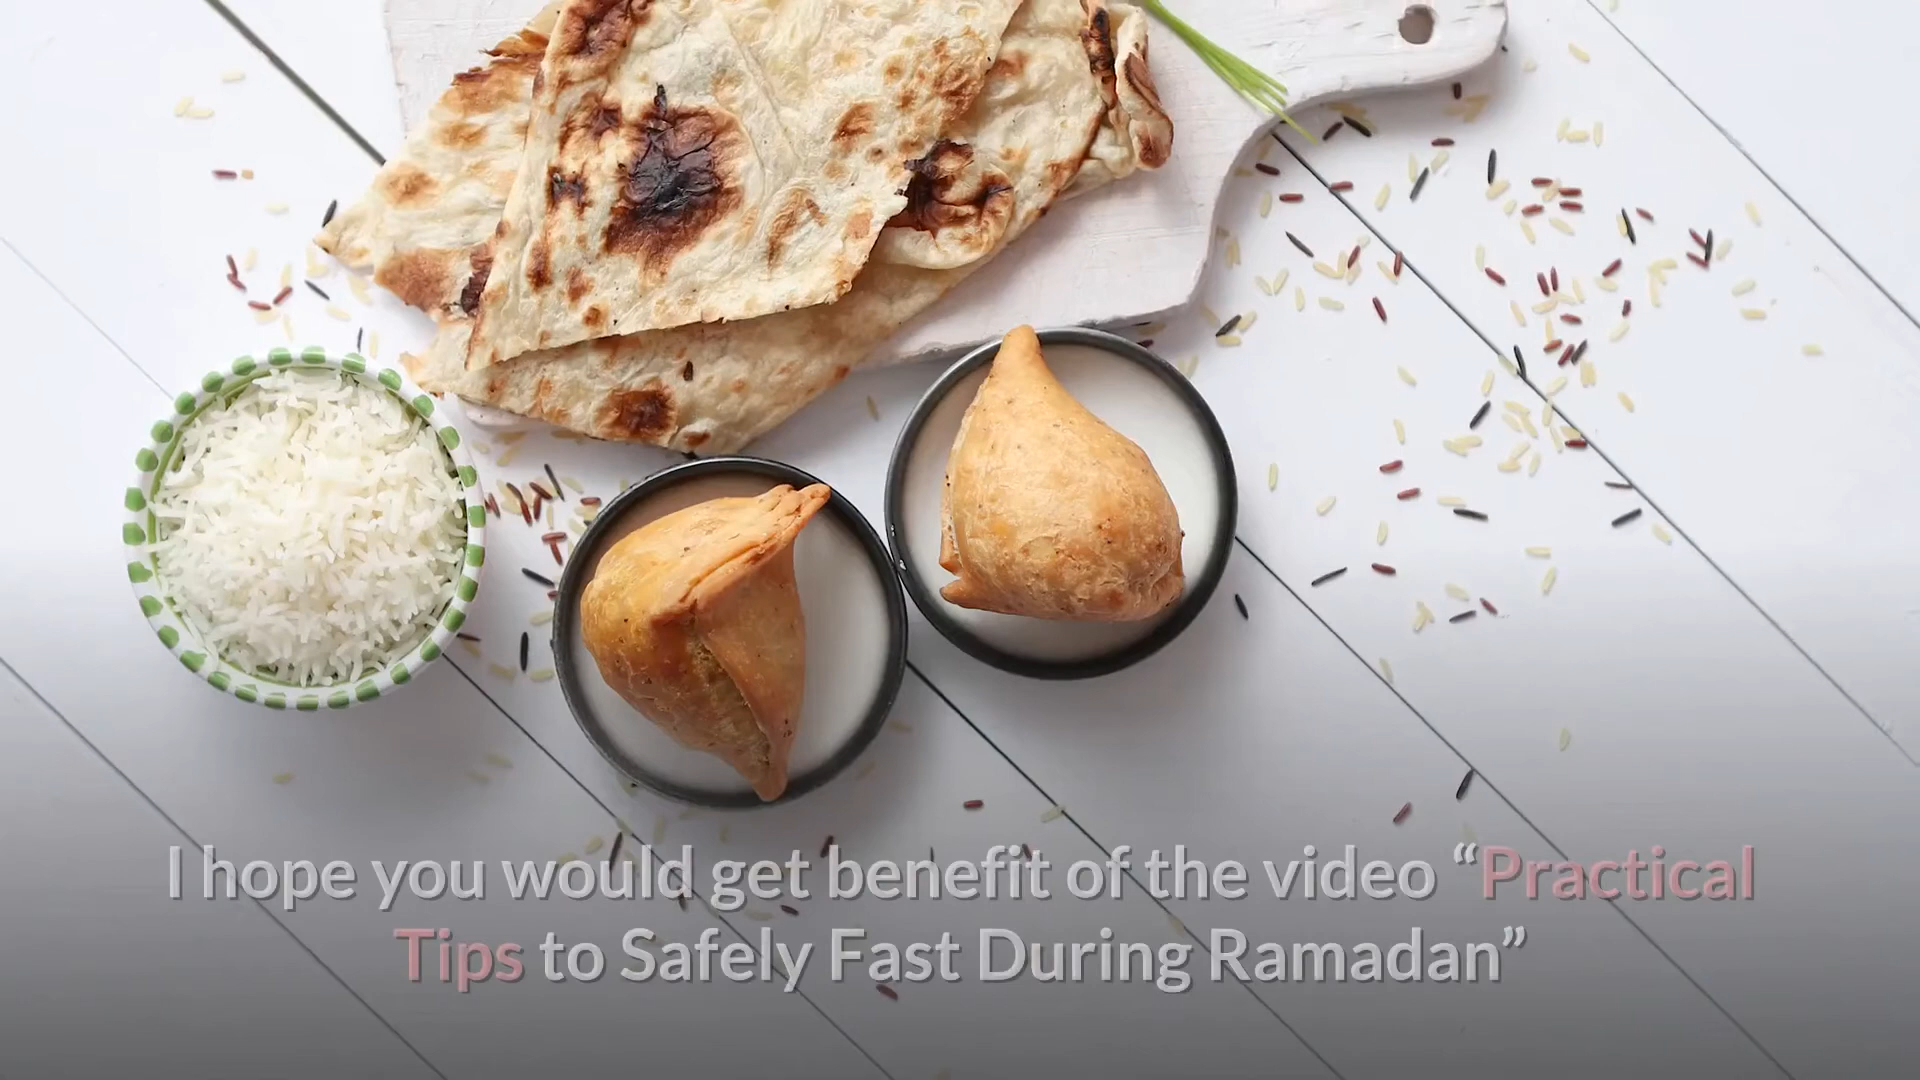 I hope you would get benefit of the video “Practical
Tips to Safely Fast During Ramadan”